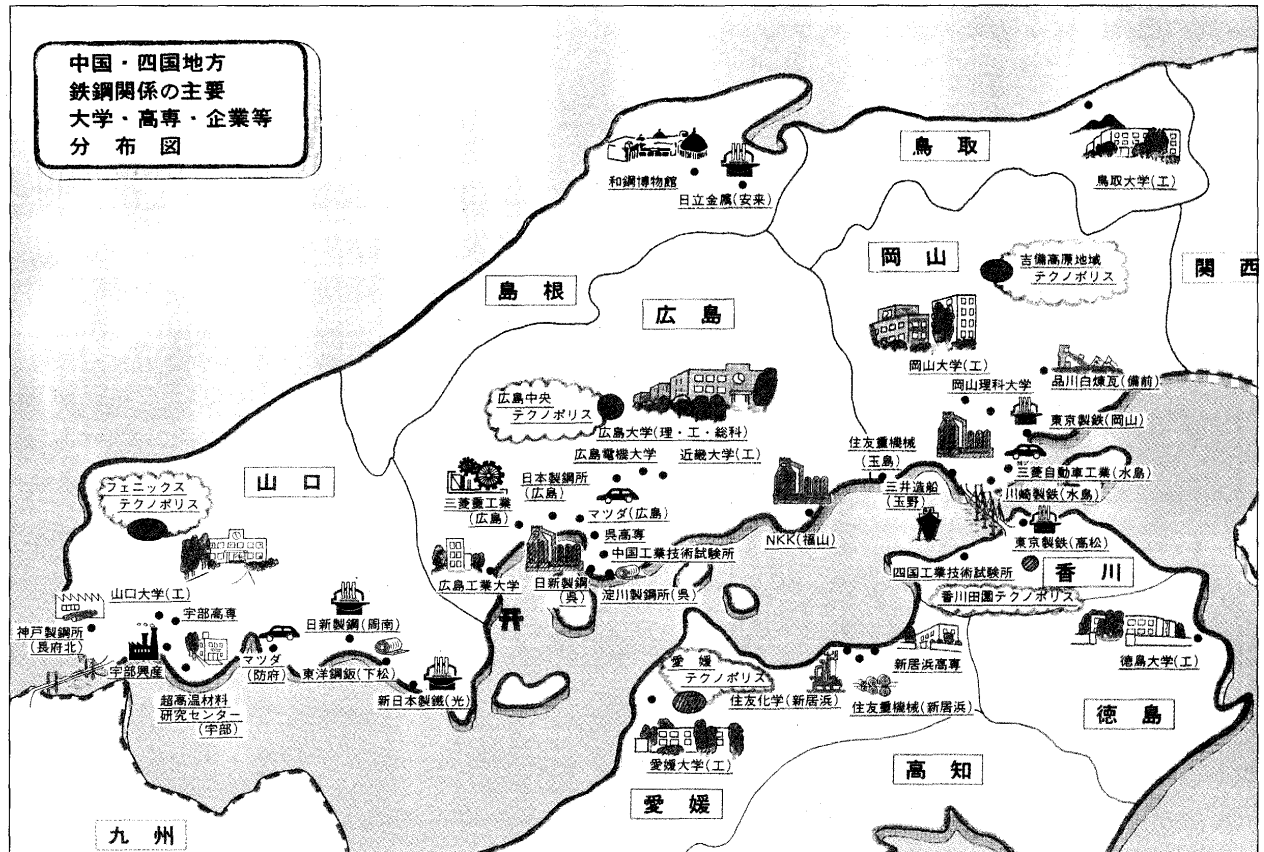 中国・四国地方
鉄鋼関係の主要
大学・高専・企業等
分布図
鳥取
鳥取大学(工)
和鋼博物館
日立金属(安来)
島根
広島
岡山
吉備高原地域
テクノポリス
関西
岡山大学(工)
岡山理科大学
品川白煉瓦(備前)
東京製鉄(岡山)
広島中央
テクノポリス
広島大学(理・工・総科)
広島電機大学
近畿大学(工)
住友重機械
(玉島)
三菱自動車工業(水島)
川崎製鉄(水島)
三井造船
(玉野)
山口
フェニックス
テクノポリス
三菱重工業
(広島)
日本製鋼所
(広島)
マツダ(広島)
呉高専
中国工業技術試験所
NKK(福山)
東京製鉄(高松)
四国工業技術試験所
香川
香川田園テクノポリス
広島工業大学
日新製鋼
(呉)
淀川製鋼所(呉)
山口大学(工)
宇部高専
神戸製鋼所
(長府北)
宇部興産
超高温材料
研究センター
(宇部)
マツダ
(防府)
日新製鋼(周南)
東洋鋼鈑(下松)
新日本製鐵(光)
愛媛
テクノポリス
住友化学(新居浜)
新居浜高専
住友重機械(新居浜)
徳島大学(工)
徳島
愛媛大学(工)
愛媛
高知
九州